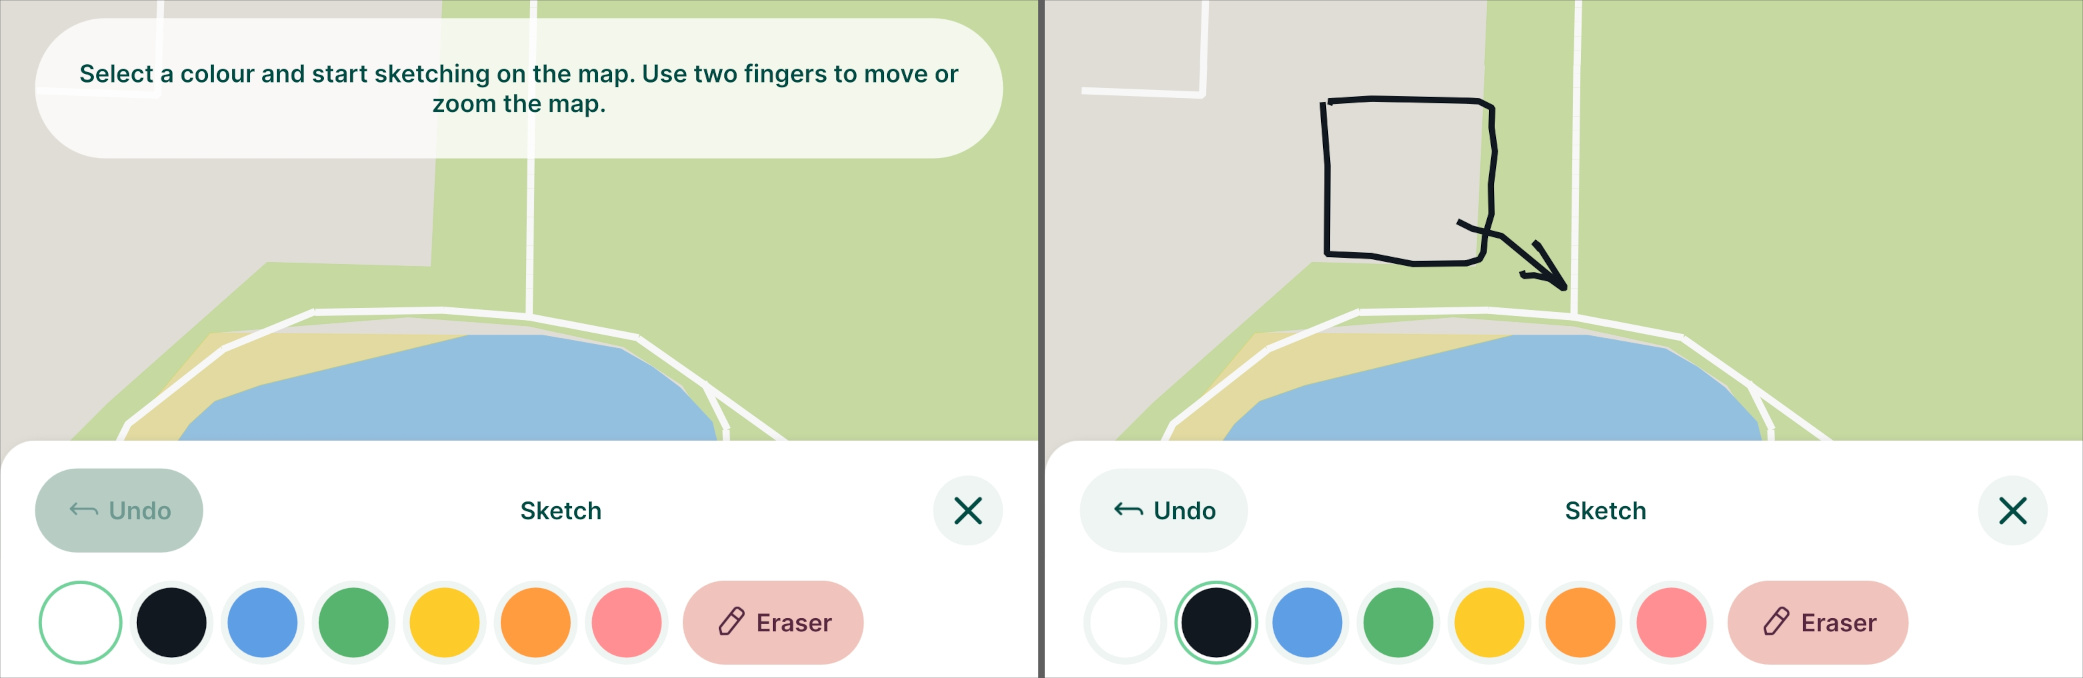 Select a colour and start sketching on the map. Use two fingers to move or
zoom the map.
Undo
Sketch
Eraser
Undo
Sketch
Eraser